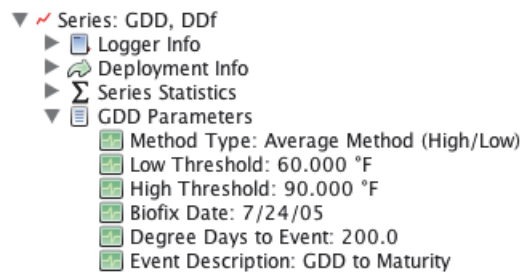 Series: GDD, DDf
Logger Info
Deployment Info
Series Statistics
GDD Parameters
Method Type: Average Method (High/Low)
Low Threshold: 60.000 °F
High Threshold: 90.000 °F
Biofix Date: 7/24/05
Degree Days to Event: 200.0
Event Description: GDD to Maturity